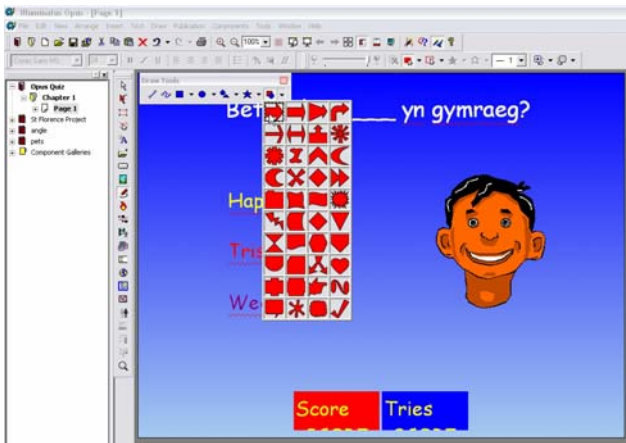 Illuminatus Opus - [Page 1]
File Edit View Arrange Insert Text Draw Publication Components Tools Window Help
100%
Opus Quiz
Chapter 1
Page 1
St Florence Project
angle
pets
Component Galleries
Draw Tools
Bet ____ yn gymraeg?
Hap
Tris
We
Score
Tries